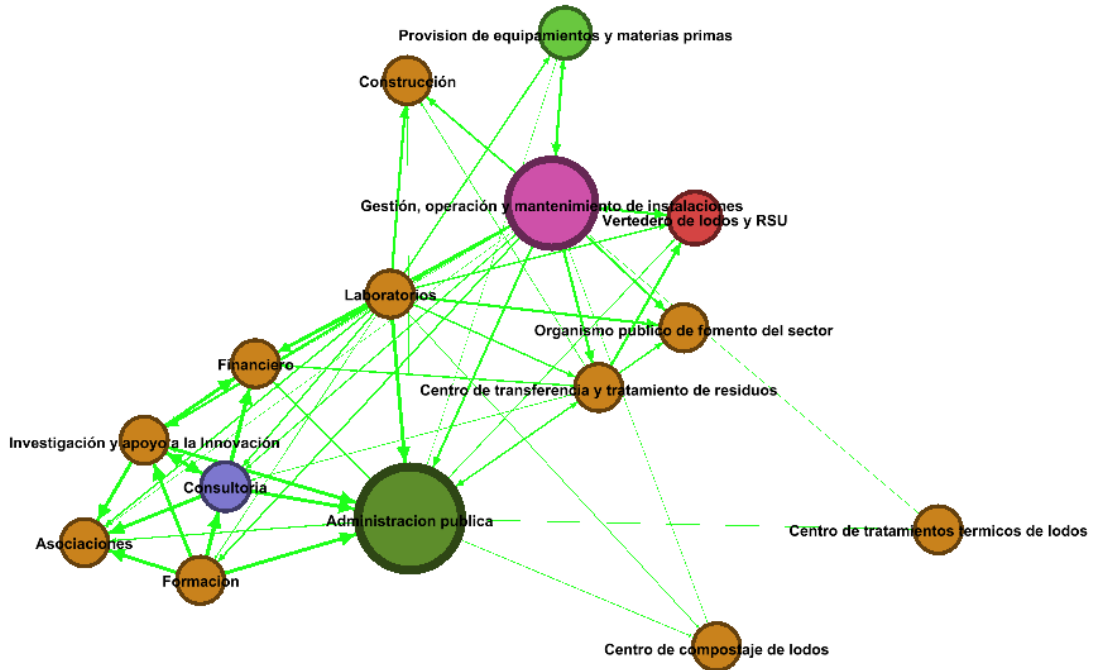 Provision de equipamientos y materias primas
Construcción
Gestión, operación y mantenimiento de instalaciones
Vertedero de lodos y RSU
Laboratorios
Organismo publico de fomento del sector
Financiero
Centro de transferencia y tratamiento de residuos
Investigación y apoyo a la Innovación
Consultoria
Administracion publica
Centro de tratamientos termicos de lodos
Asociaciones
Formacion
Centro de compostaje de lodos